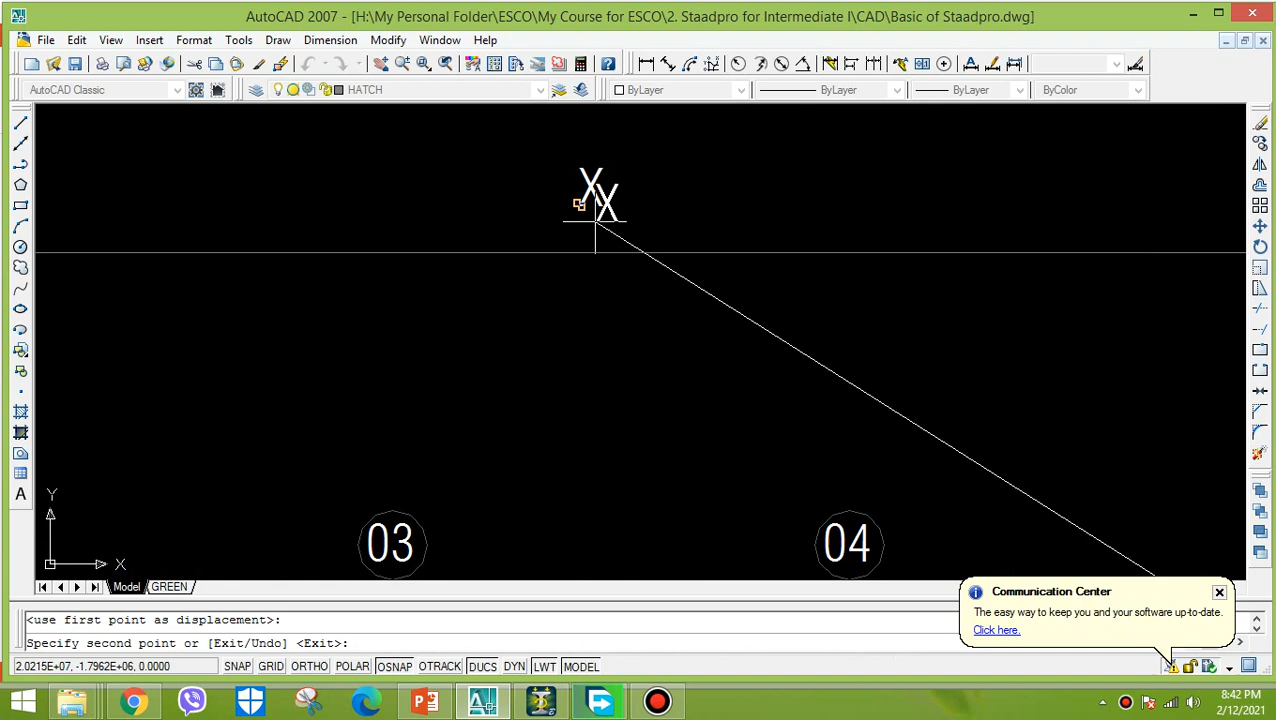 AutoCAD 2007 - [H:\My Personal Folder\ESCO\My Course for ESCO\2. Staadpro for Intermediate I\CAD\Basic of Staadpro.dwg]
File Edit View Insert Format Tools Draw Dimension Modify Window Help
AutoCAD Classic HATCH ByLayer ByLayer ByLayer ByColor
X
X
Y
03 04
X
A
Model GREEN
Communication Center
The easy way to keep you and your software up-to-date.
Click here.
<use first point as displacement>:
Specify second point or [Exit/Undo] <Exit>:
2.0215E+07, -1.7962E+06, 0.0000 SNAP GRID ORTHO POLAR OSNAP OTRACK DUCS DYN LWT MODEL
8:42 PM
2/12/2021